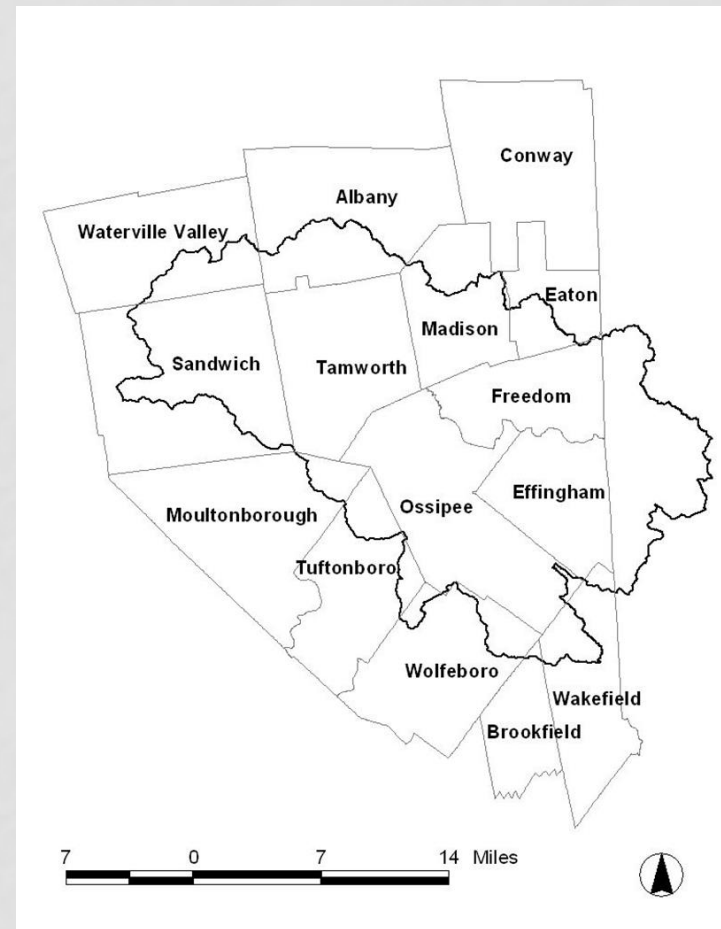 Conway
Albany
Waterville Valley
Eaton
Madison
Sandwich
Tamworth
Freedom
Effingham
Ossipee
Moultonborough
Tuftonboro
Wolfeboro
Wakefield
Brookfield
7 0 7 14 Miles